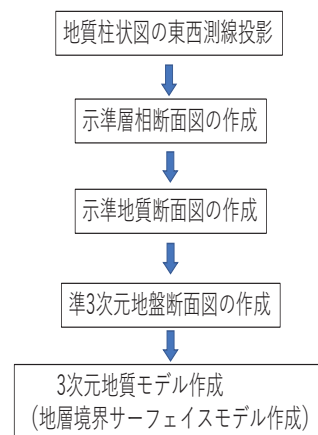 地質柱状図の東西測線投影
示準層相断面図の作成
示準地質断面図の作成
準3次元地盤断面図の作成
3次元地質モデル作成
(地層境界サーフェイスモデル作成)